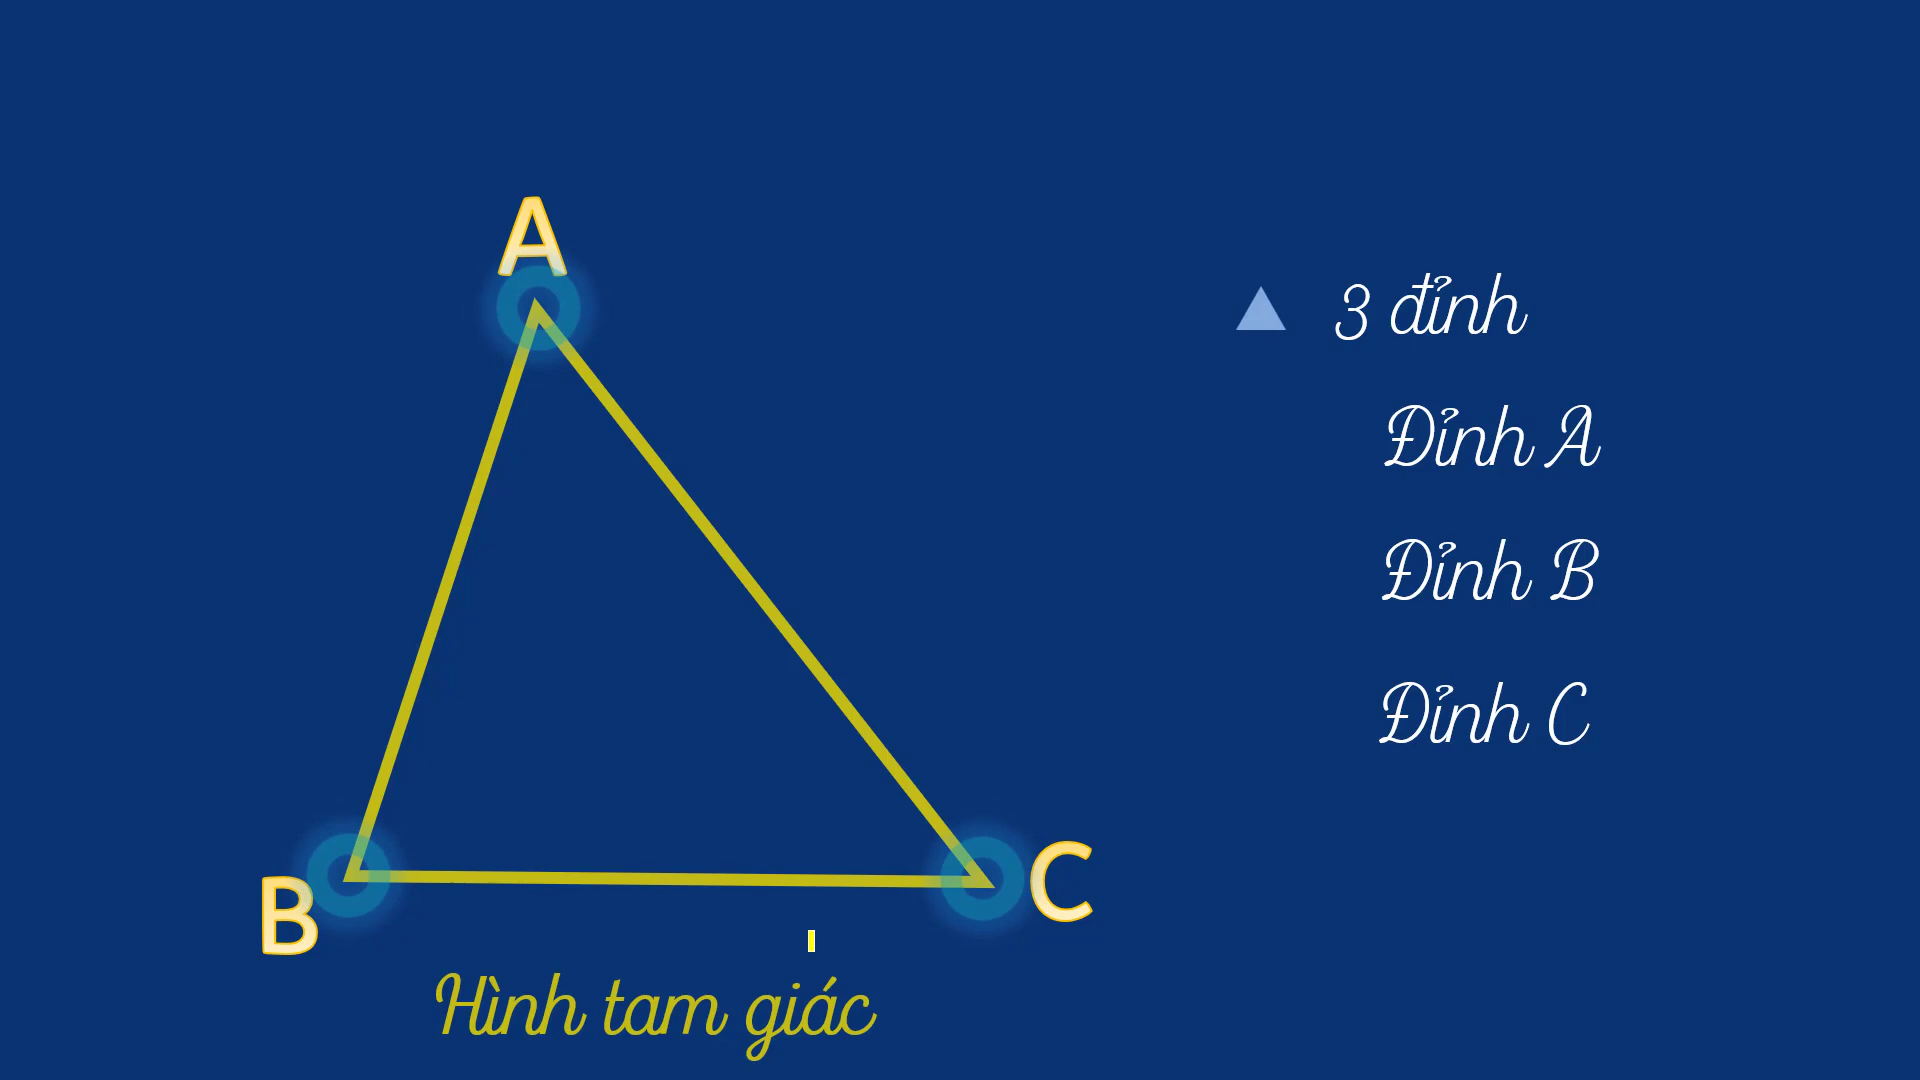 A
B
C
Hình tam giác
3 đỉnh
Đỉnh A
Đỉnh B
Đỉnh C